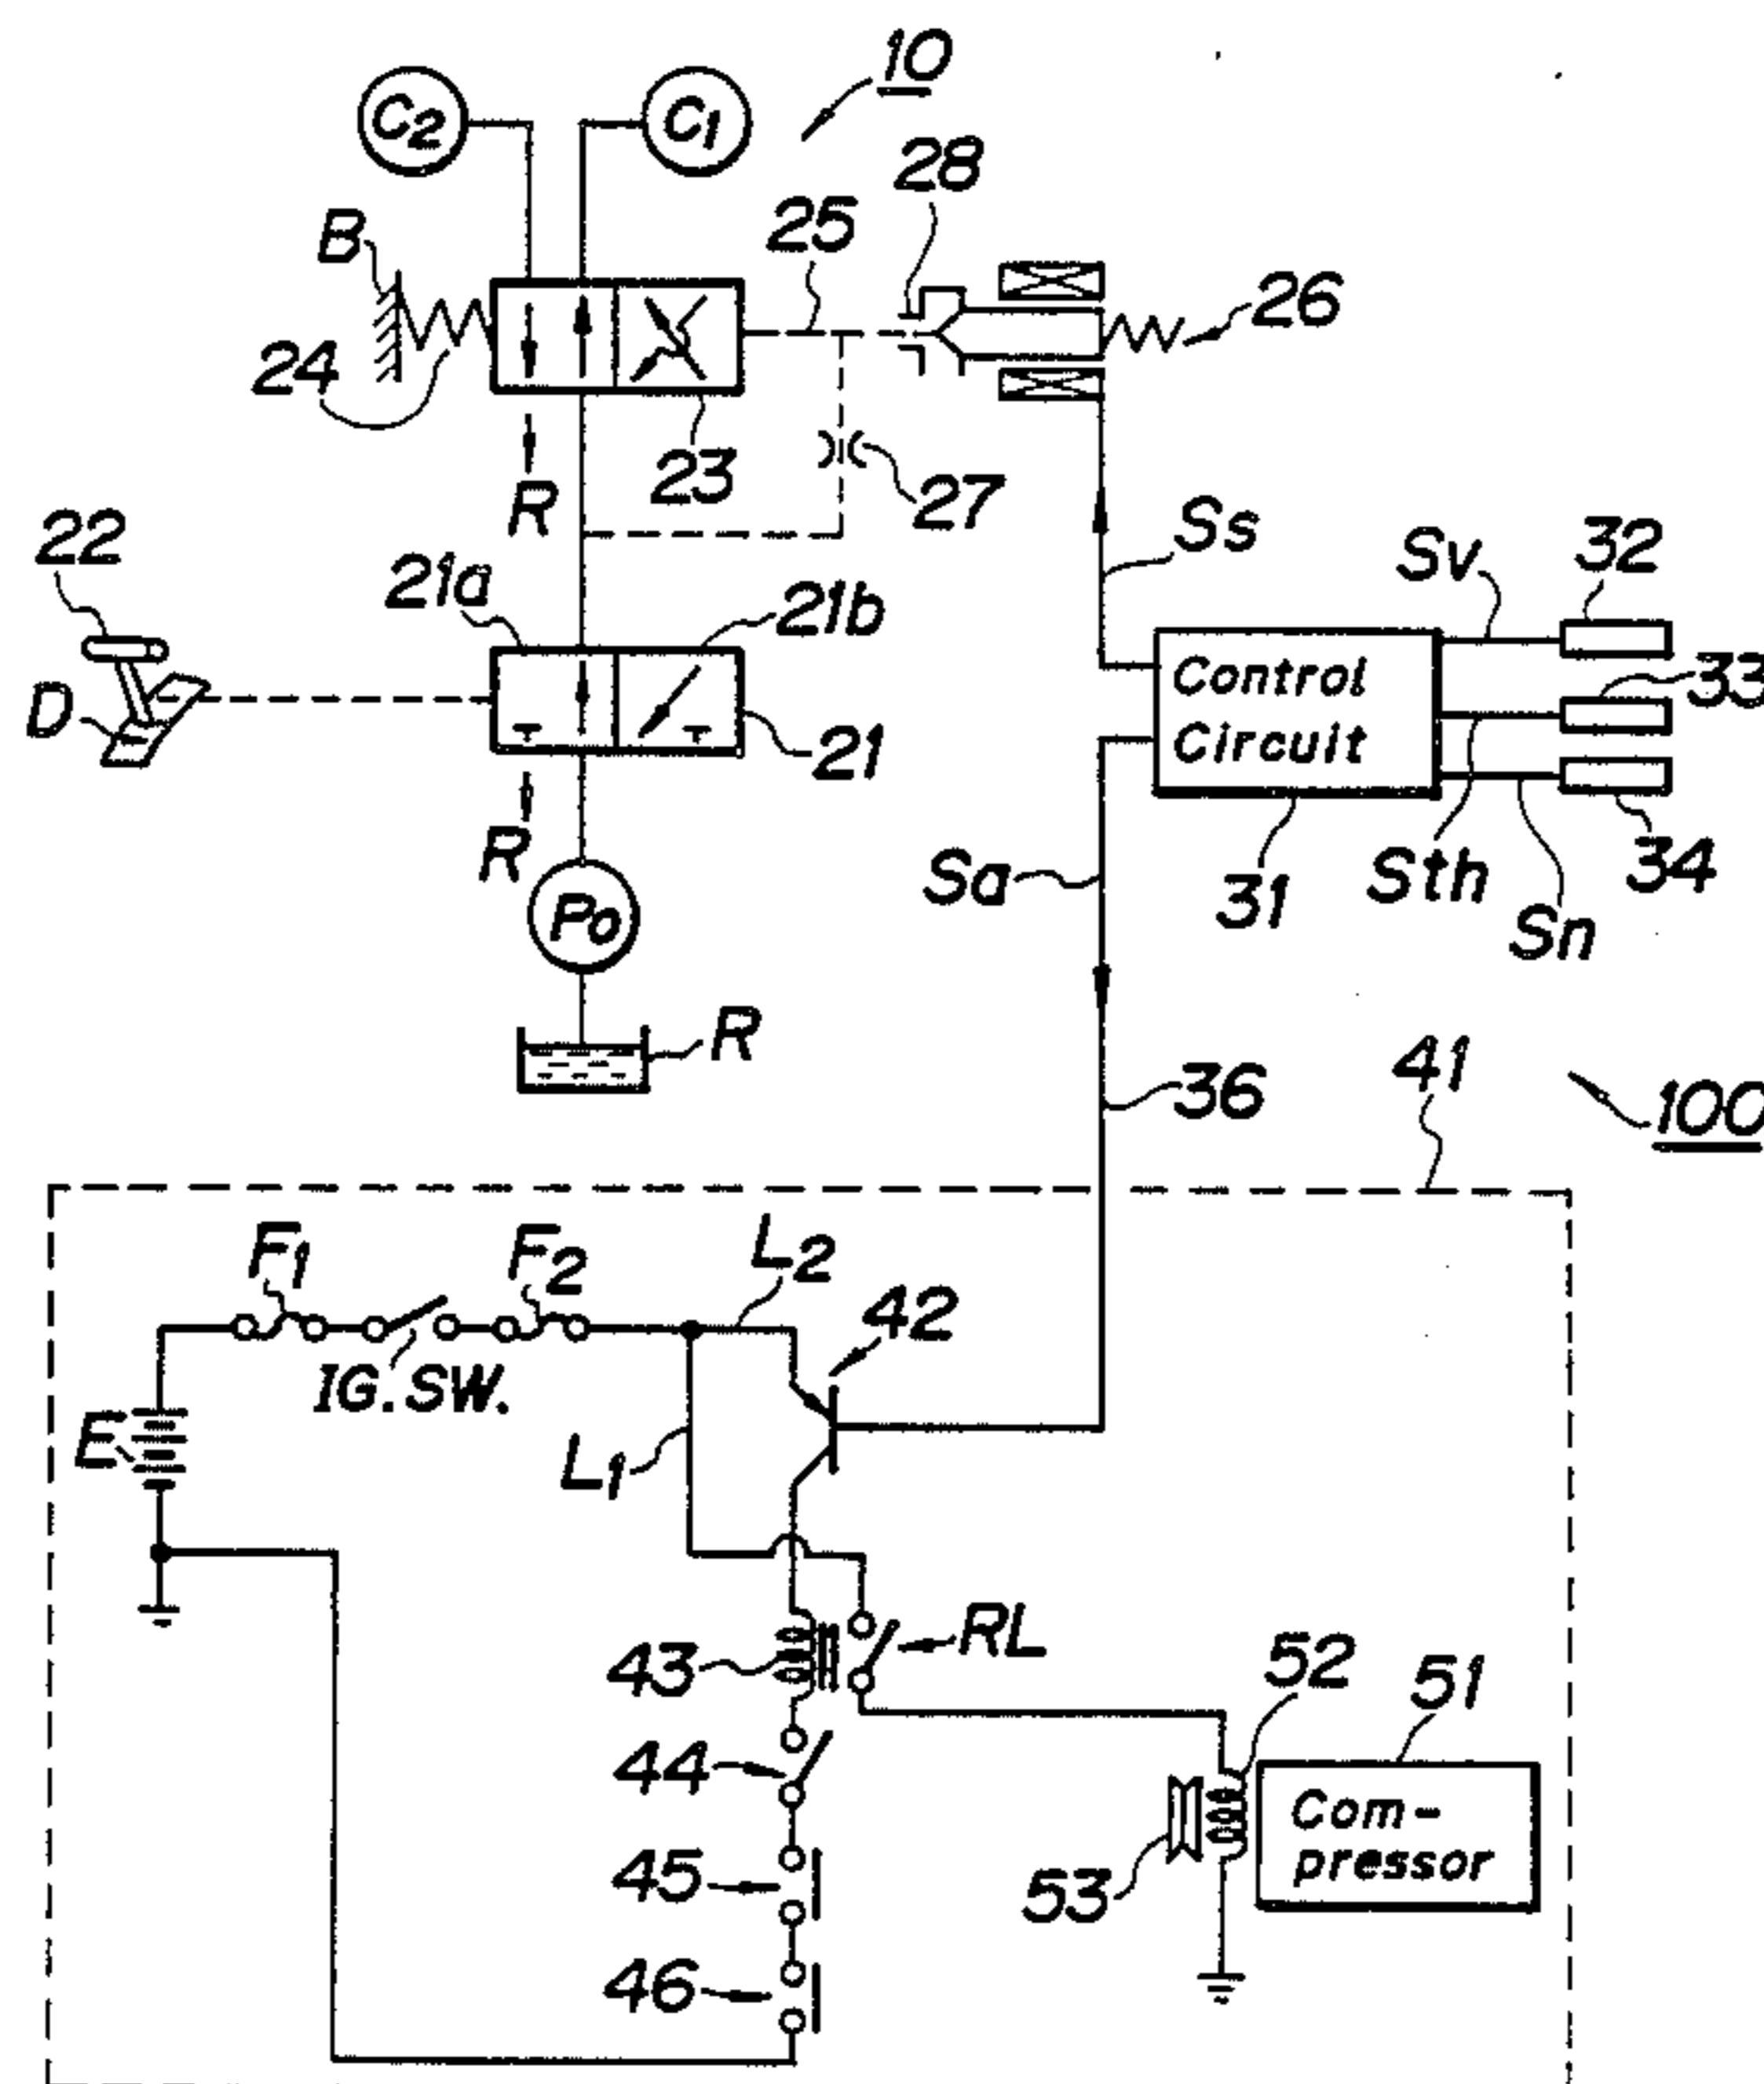 10
C2
C1
28
B
25
26
24
23
R
27
22
Ss
Sv
32
21a
21b
D
Control
Circuit
33
21
R
Sa
31
Sth
34
Sn
Po
R
36
41
100
F1
F2
L2
42
IG. SW.
E
L1
RL
43
52
51
44
Com-
pressor
45
53
46